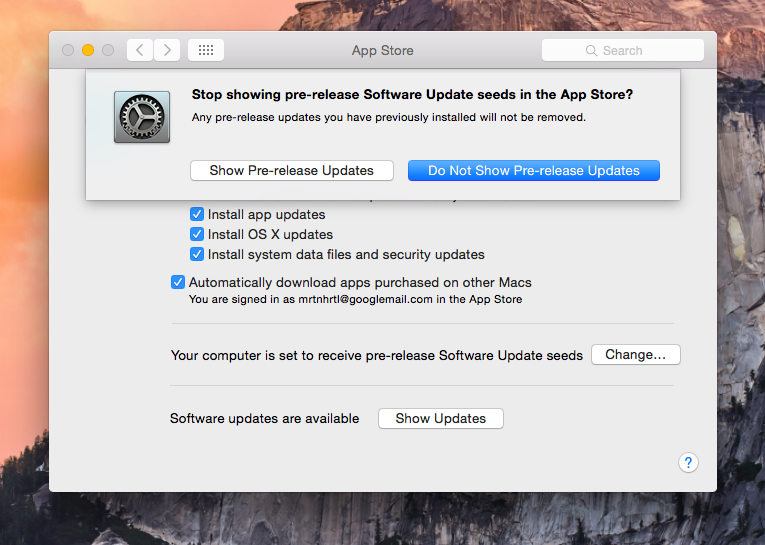 App Store
Search
Stop showing pre-release Software Update seeds in the App Store?
Any pre-release updates you have previously installed will not be removed.
Show Pre-release Updates
Do Not Show Pre-release Updates
Install app updates
Install OS X updates
Install system data files and security updates
Automatically download apps purchased on other Macs
You are signed in as mrtnhrtl@googlemail.com in the App Store
Your computer is set to receive pre-release Software Update seeds
Change...
Software updates are available
Show Updates
?